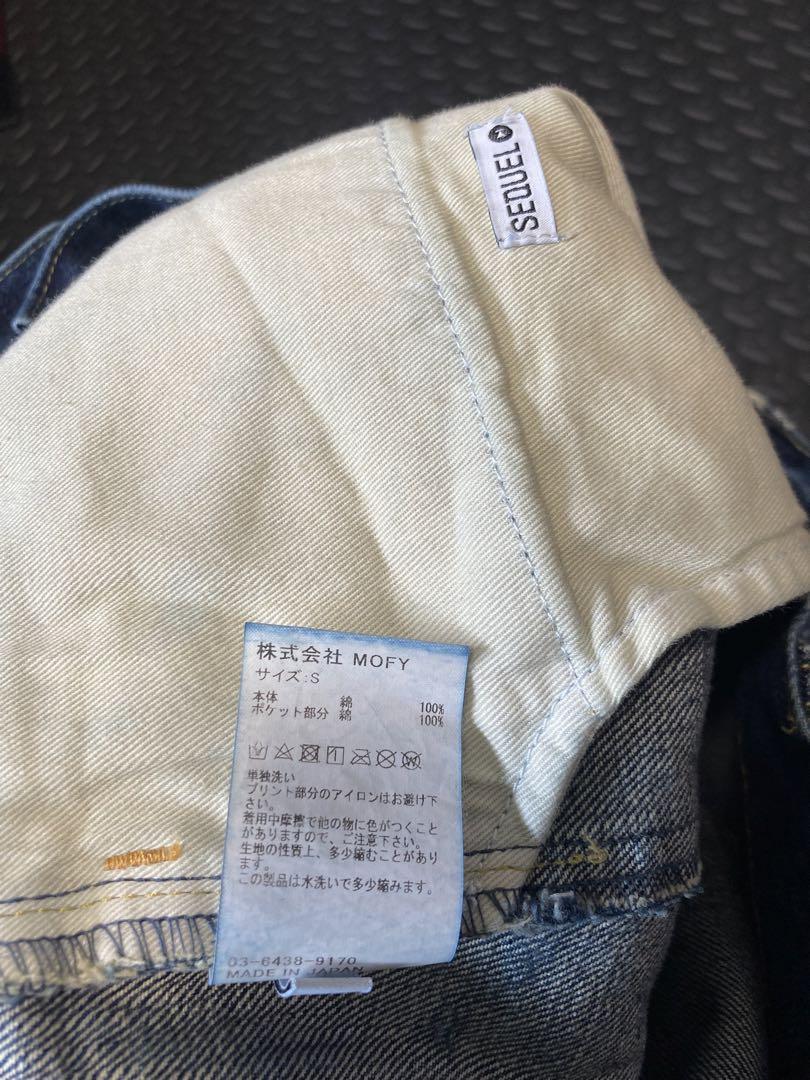 SEQUEL
株式会社 MOFY
サイズ:S
本体 綿 100%
ポケット部分 綿 100%
単独洗い
プリント部分のアイロンはお避け下
さい。
着用中摩擦で他の物に色がつくこと
がありますので、ご注意下さい。
生地の性質上、多少縮むことがあり
ます。
この製品は水洗いで多少縮みます。
03-6438-9170
MADE IN JAPAN